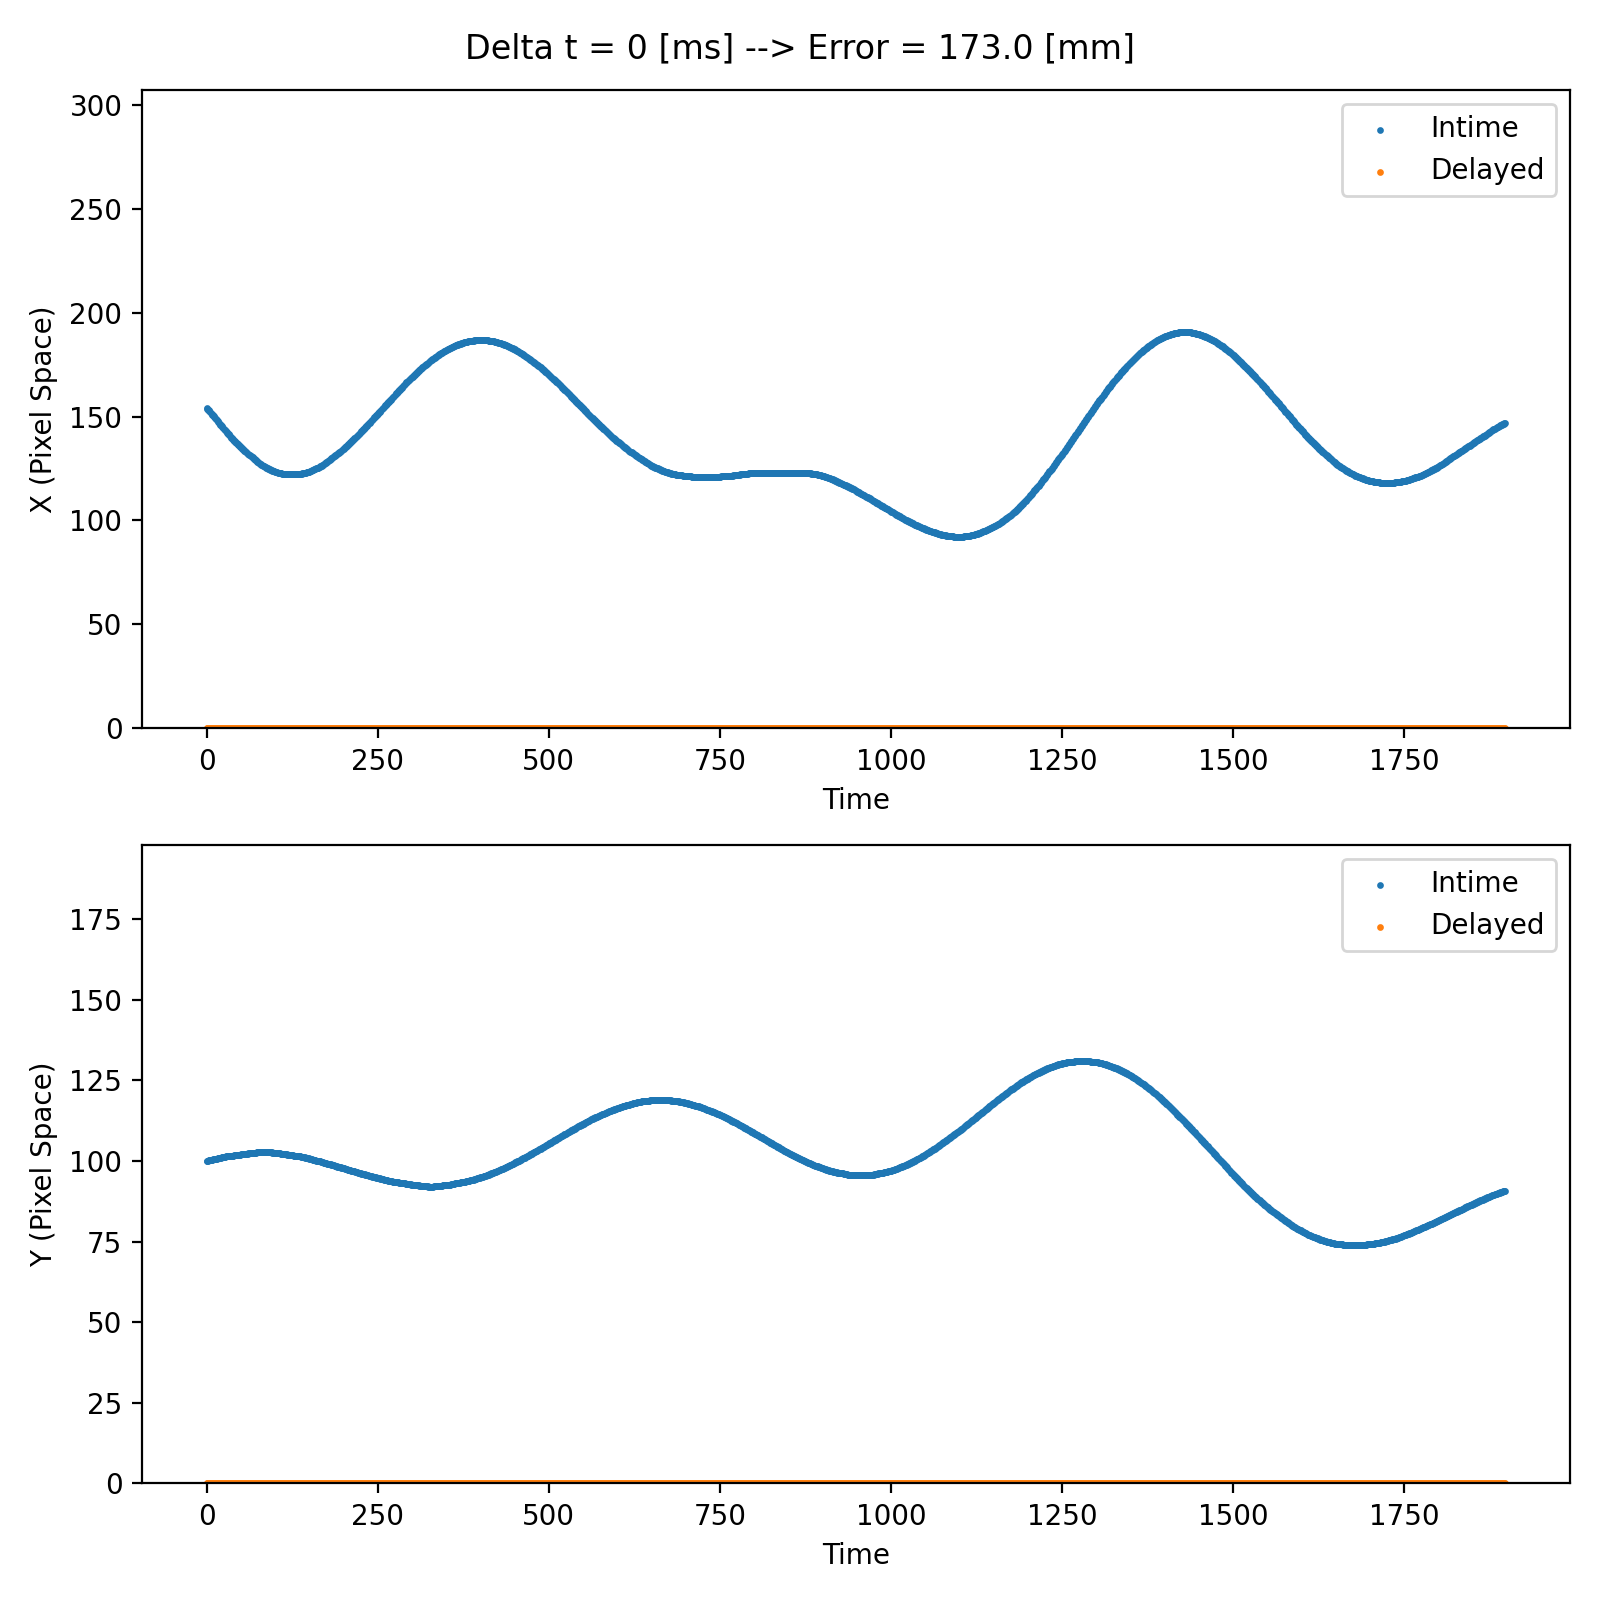 Delta t = 0 [ms] --> Error = 173.0 [mm]
300
250
200
150
100
50
0
X (Pixel Space)
Intime
Delayed
0 250 500 750 1000 1250 1500 1750
Time
175
150
125
100
75
50
25
0
Y (Pixel Space)
Intime
Delayed
0 250 500 750 1000 1250 1500 1750
Time